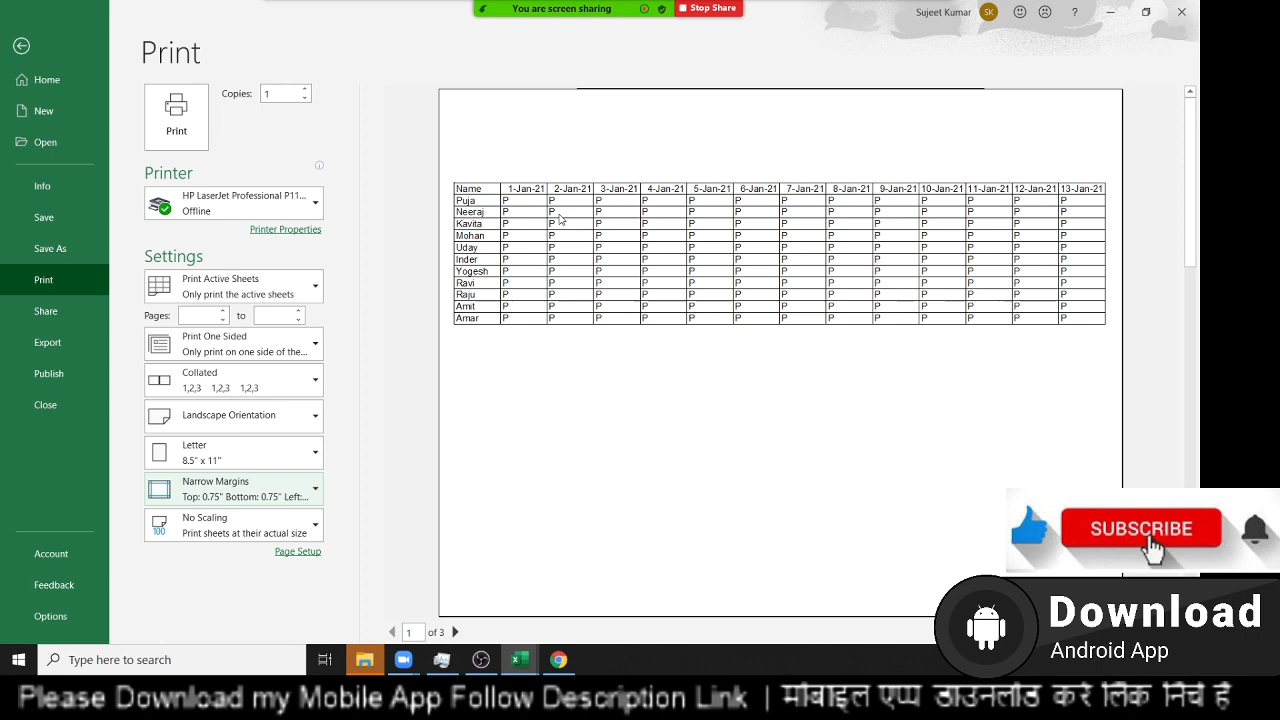 You are screen sharing
Stop Share
Sujeet Kumar
SK
?
Print
Home
New
Open
Info
Save
Save As
Print
Share
Export
Publish
Close
Account
Feedback
Options
Print
Copies: 1
Printer
HP LaserJet Professional P11...
Offline
Printer Properties
Settings
Print Active Sheets
Only print the active sheets
Pages: to
Print One Sided
Only print on one side of the...
Collated
1,2,3 1,2,3 1,2,3
Landscape Orientation
Letter
8.5" x 11"
Narrow Margins
Top: 0.75" Bottom: 0.75" Left:...
No Scaling
100
Print sheets at their actual size
Page Setup
Name 1-Jan-21 2-Jan-21 3-Jan-21 4-Jan-21 5-Jan-21 6-Jan-21 7-Jan-21 8-Jan-21 9-Jan-21 10-Jan-21 11-Jan-21 12-Jan-21 13-Jan-21
Puja P P P P P P P P P P P P P
Neeraj P P P P P P P P P P P P P
Kavita P P P P P P P P P P P P P
Mohan P P P P P P P P P P P P P
Uday P P P P P P P P P P P P P
Inder P P P P P P P P P P P P P
Yogesh P P P P P P P P P P P P P
Ravi P P P P P P P P P P P P P
Raju P P P P P P P P P P P P P
Amit P P P P P P P P P P P P P
Amar P P P P P P P P P P P P P
1 of 3
SUBSCRIBE
Download
Android App
Type here to search
Please Download my Mobile App Follow Description Link | मोबाइल एप्प डाउनलोड करे लिंक निचे है